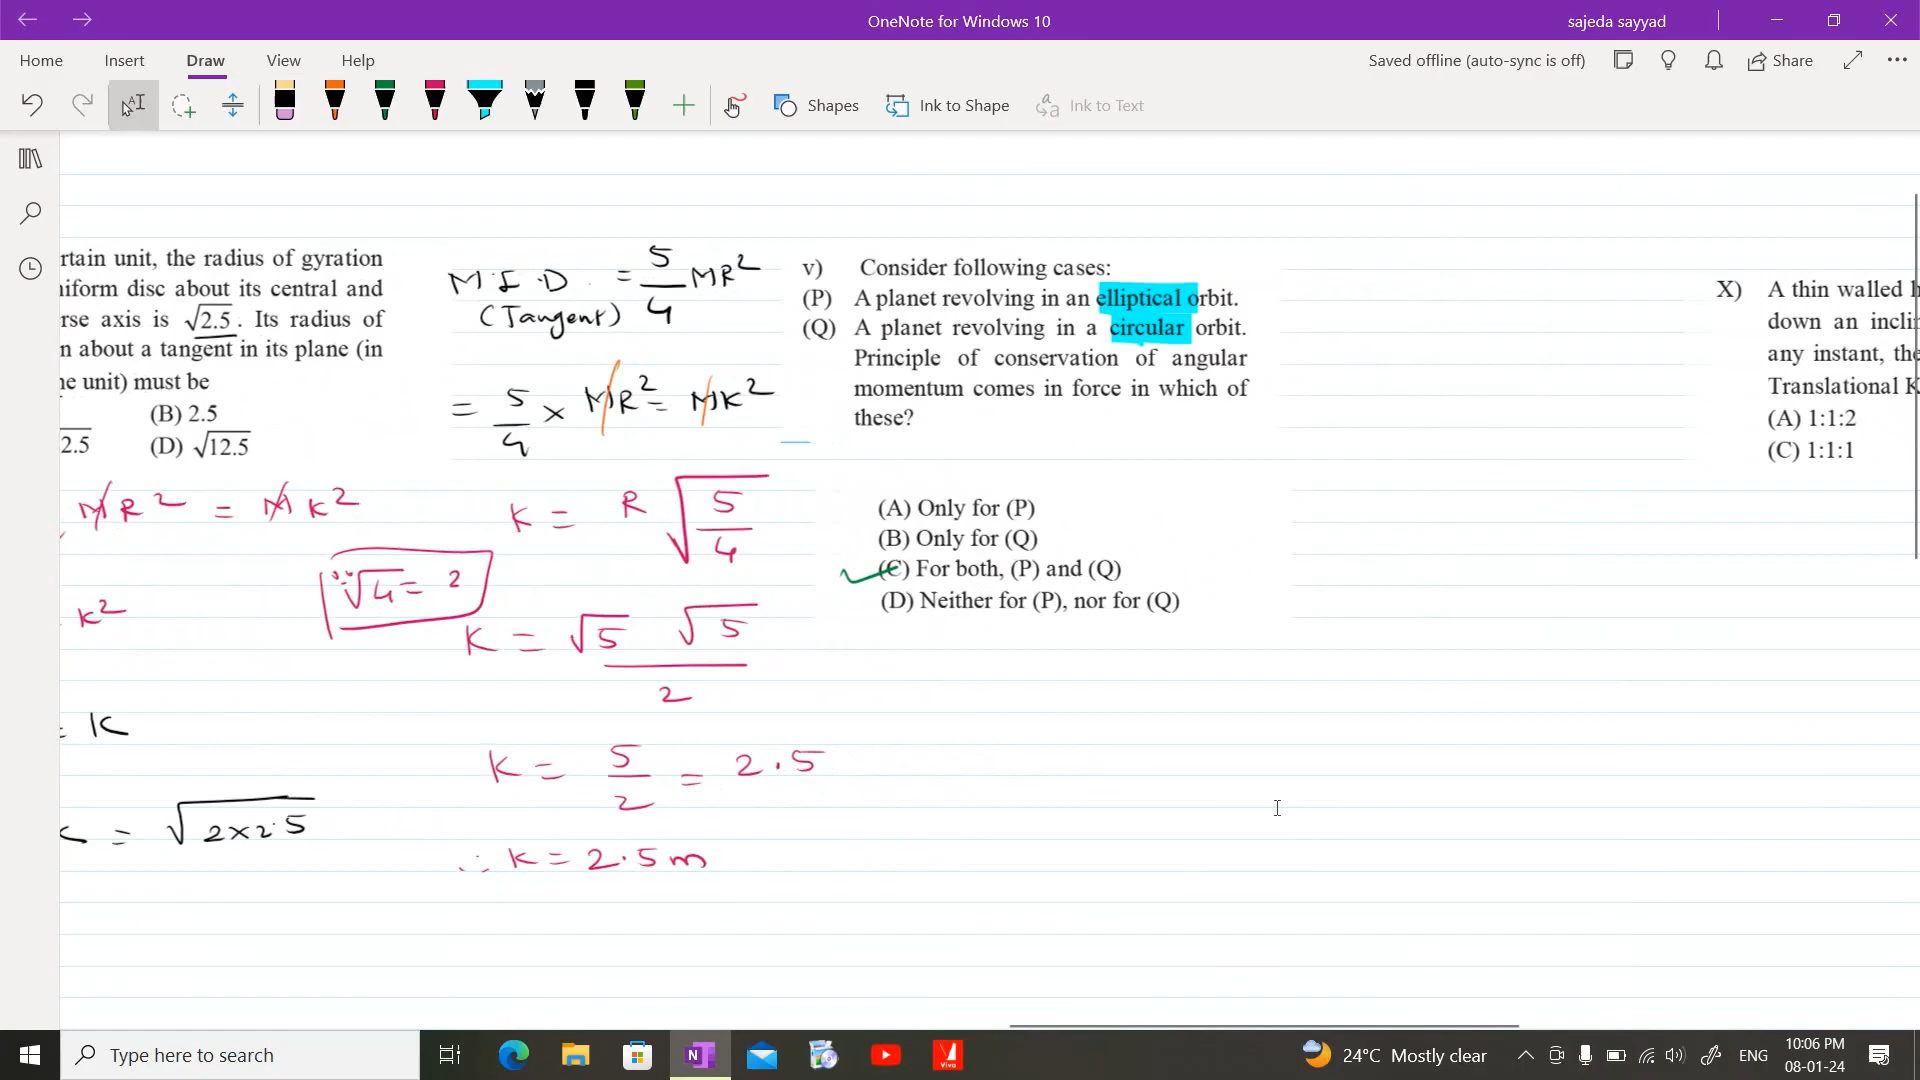 OneNote for Windows 10
sajeda sayyad
Home Insert Draw View Help
Saved offline (auto-sync is off)
Share
Shapes
Ink to Shape
Ink to Text
rtain unit, the radius of gyration
niform disc about its central and
rse axis is √2.5 . Its radius of
n about a tangent in its plane (in
ne unit) must be
(B) 2.5
2.5 (D) √12.5
MR² = MK²
√4 = 2
K²
= K
= √2×2.5
M.I.D = 5/4 MR²
(Tangent)
= 5/4 × MR² = MK²
K = R √5/4
K = √5 √5 / 2
K = 5/2 = 2.5
∴ K = 2.5 m
v) Consider following cases:
(P) A planet revolving in an elliptical orbit.
(Q) A planet revolving in a circular orbit.
Principle of conservation of angular
momentum comes in force in which of
these?
(A) Only for (P)
(B) Only for (Q)
(C) For both, (P) and (Q)
(D) Neither for (P), nor for (Q)
X) A thin walled h
down an incli
any instant, the
Translational K
(A) 1:1:2
(C) 1:1:1
Type here to search
24°C Mostly clear
ENG
10:06 PM
08-01-24